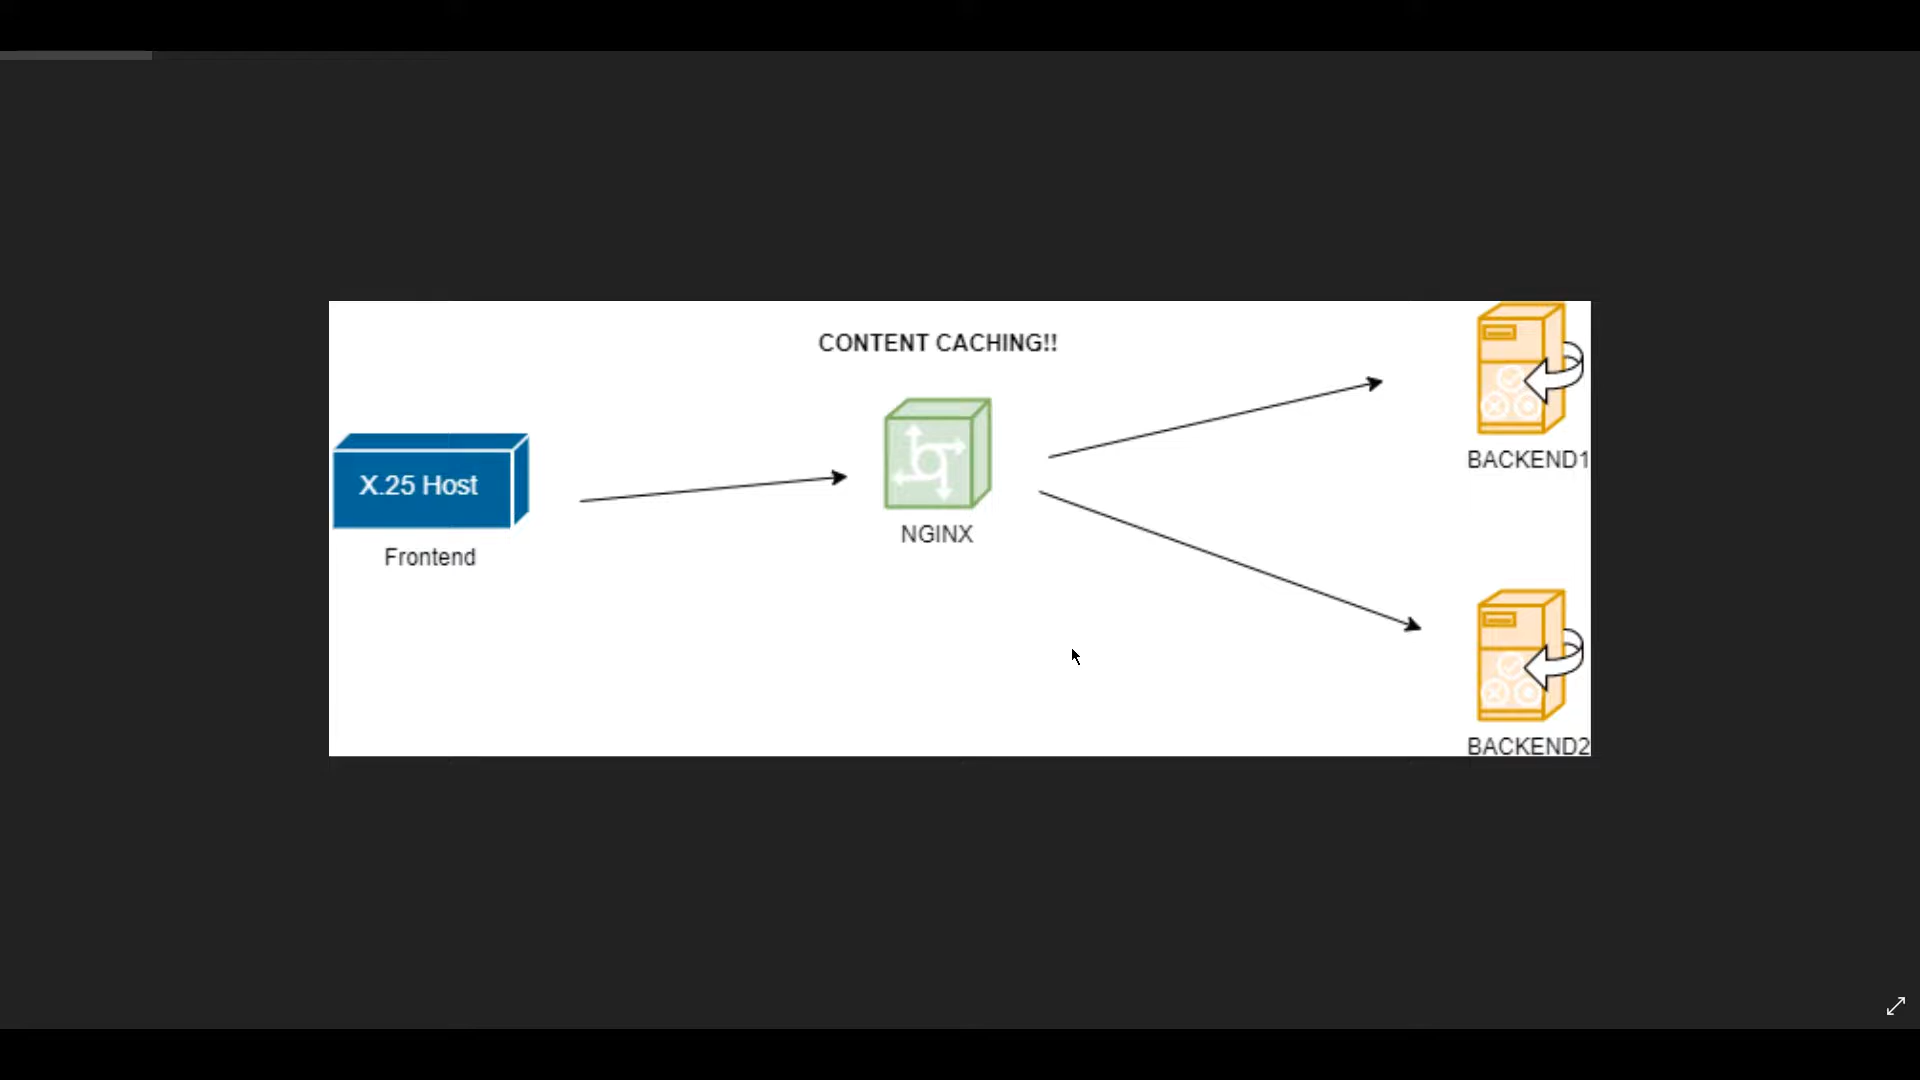 CONTENT CACHING!!
X.25 Host
Frontend
NGINX
BACKEND1
BACKEND2